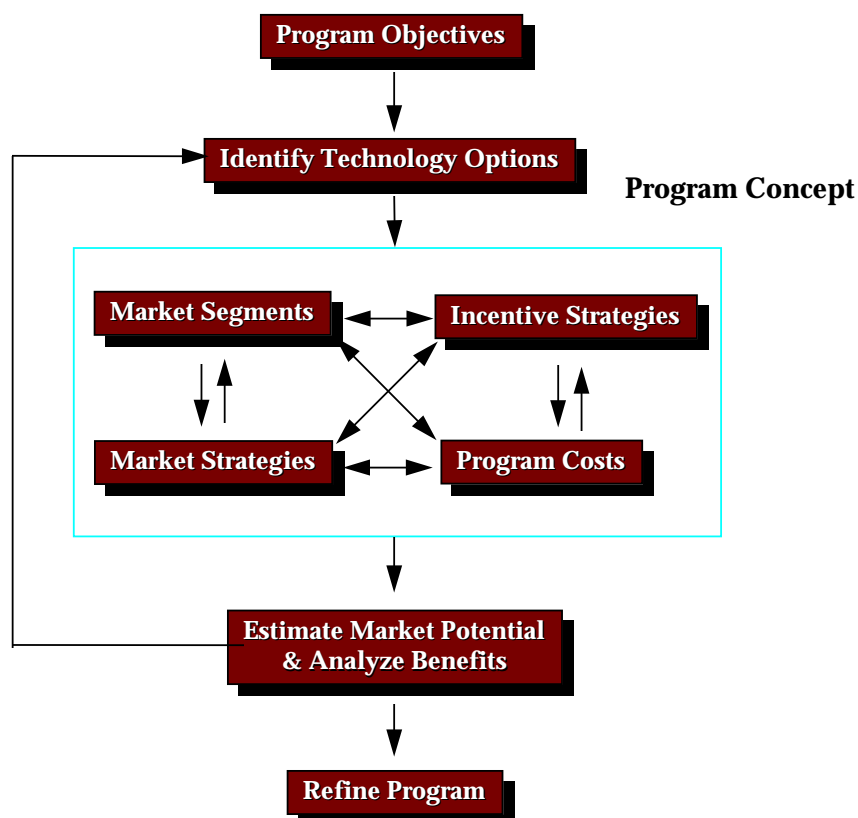 Program Objectives
Identify Technology Options
Program Concept
Market Segments
Incentive Strategies
Market Strategies
Program Costs
Estimate Market Potential
& Analyze Benefits
Refine Program